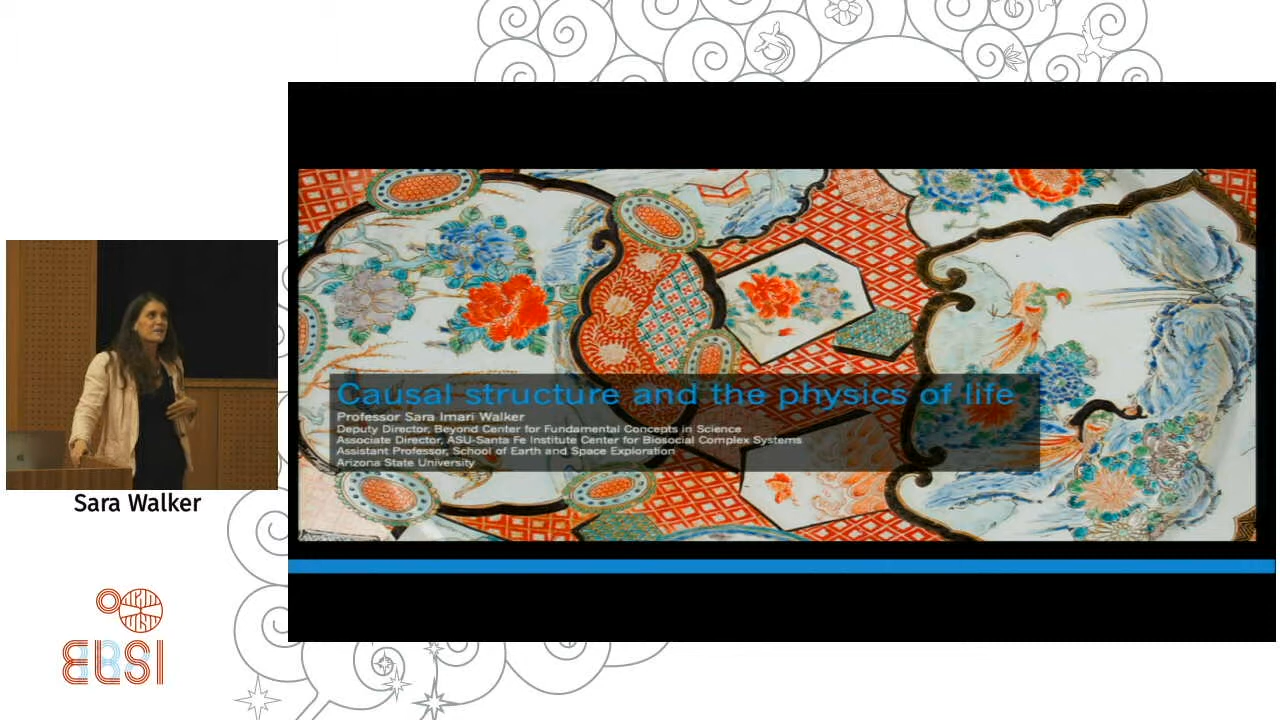 Causal structure and the physics of life
Professor Sara Imari Walker
Deputy Director, Beyond Center for Fundamental Concepts in Science
Associate Director, ASU-Santa Fe Institute Center for Biosocial Complex Systems
Assistant Professor, School of Earth and Space Exploration
Arizona State University
Sara Walker
ELSI